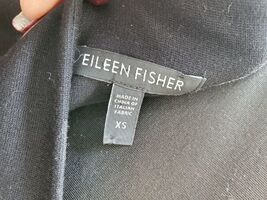 EILEEN FISHER
MADE IN
CHINA OF
ITALIAN
FABRIC
XS